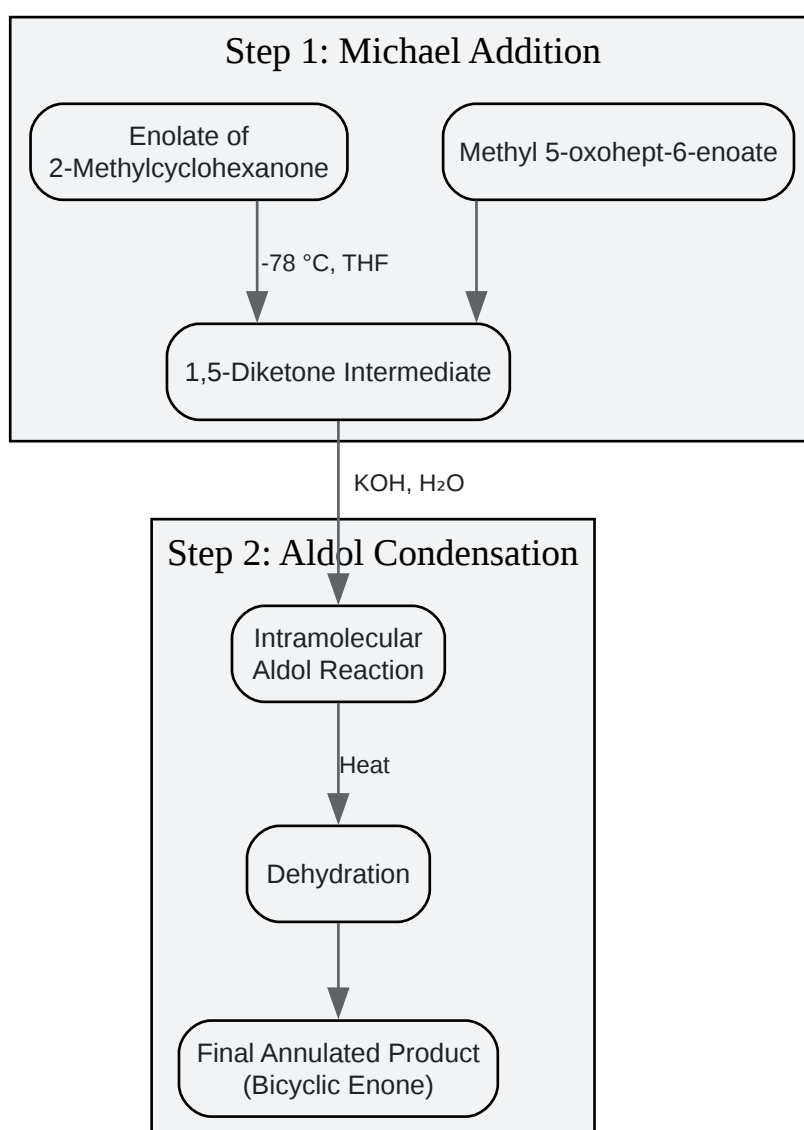 Step 1: Michael Addition
Enolate of
2-Methylcyclohexanone
Methyl 5-oxohept-6-enoate
-78 °C, THF
1,5-Diketone Intermediate
KOH, H₂O
Step 2: Aldol Condensation
Intramolecular
Aldol Reaction
Heat
Dehydration
Final Annulated Product
(Bicyclic Enone)